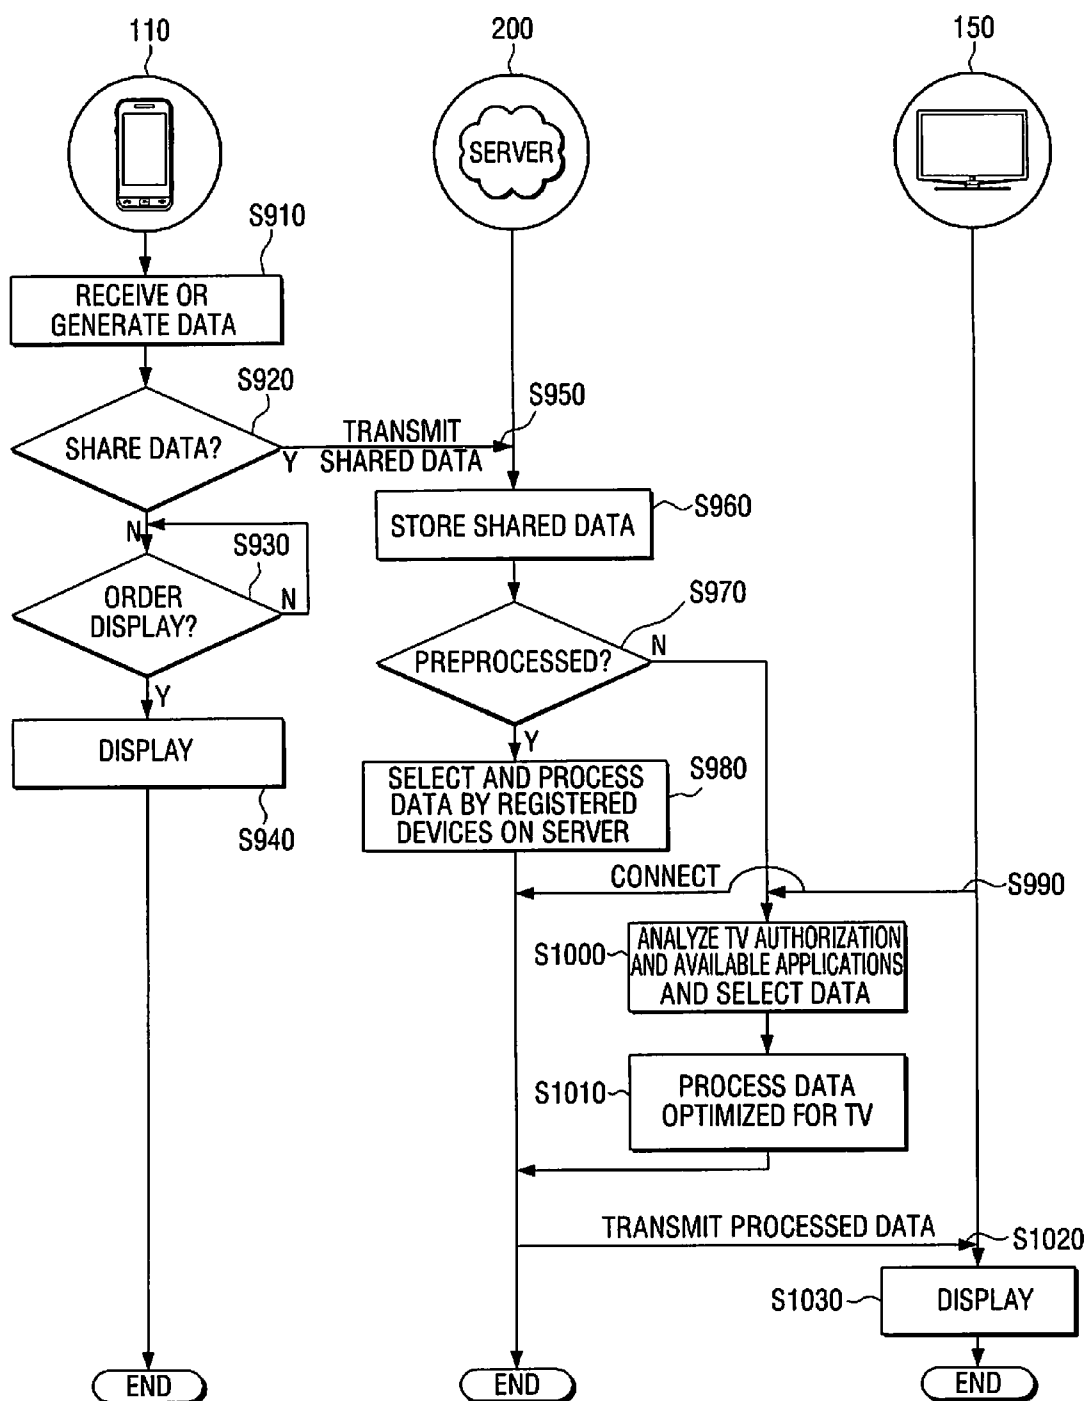 110
200
150
SERVER
S910
RECEIVE OR
GENERATE DATA
S920
SHARE DATA?
Y
TRANSMIT
SHARED DATA
S950
N
S960
STORE SHARED DATA
S930
ORDER
DISPLAY?
N
Y
S970
PREPROCESSED?
N
Y
DISPLAY
S940
S980
SELECT AND PROCESS
DATA BY REGISTERED
DEVICES ON SERVER
CONNECT
S990
S1000
ANALYZE TV AUTHORIZATION
AND AVAILABLE APPLICATIONS
AND SELECT DATA
S1010
PROCESS DATA
OPTIMIZED FOR TV
TRANSMIT PROCESSED DATA
S1020
S1030
DISPLAY
END
END
END